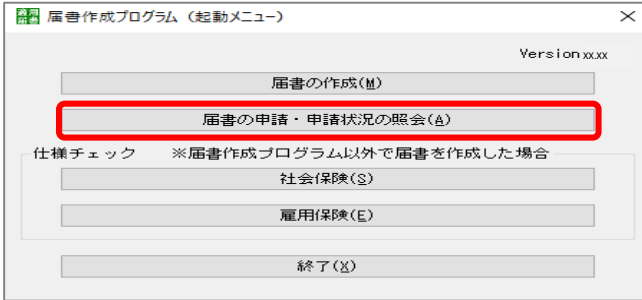 届書作成プログラム（起動メニュー）
Version xx.xx
届書の作成(M)
届書の申請・申請状況の照会(A)
仕様チェック　※届書作成プログラム以外で届書を作成した場合
社会保険(S)
雇用保険(E)
終了(X)